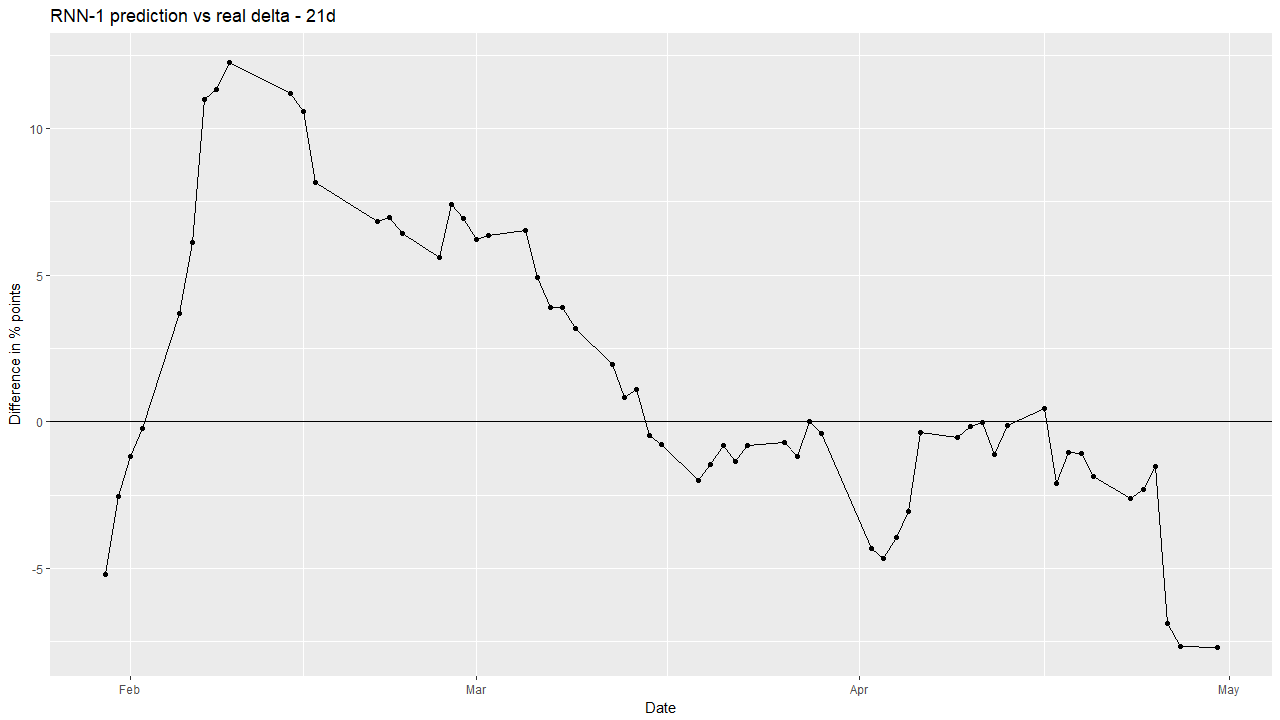 RNN-1 prediction vs real delta - 21d
Difference in % points
10
5
0
-5
Feb
Mar
Apr
May
Date